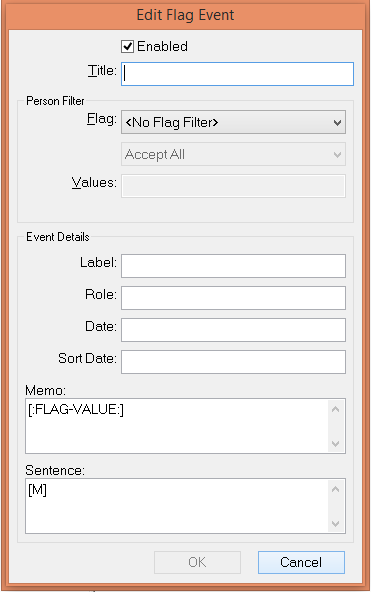 Edit Flag Event
Enabled
Title:
Person Filter
Flag: <No Flag Filter>
Accept All
Values:
Event Details
Label:
Role:
Date:
Sort Date:
Memo:
[:FLAG-VALUE:]
Sentence:
[M]
OK Cancel